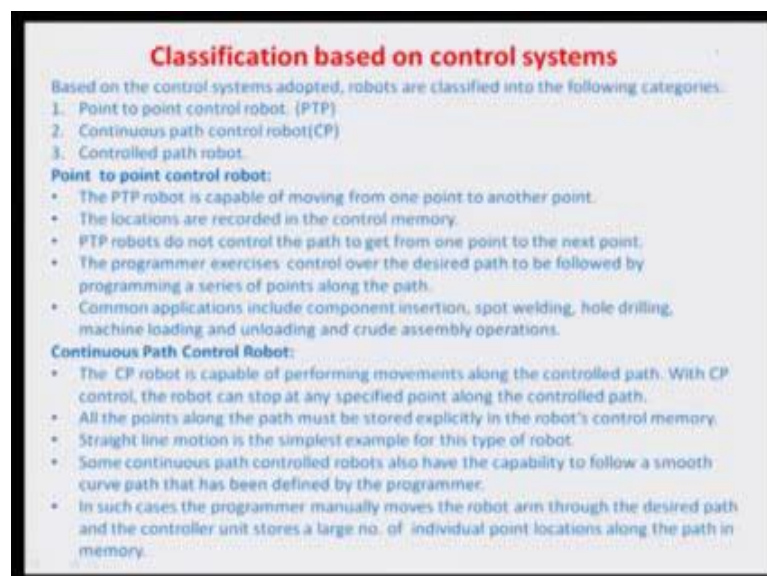 Classification based on control systems
Based on the control systems adopted, robots are classified into the following categories.
1. Point to point control robot. (PTP)
2. Continuous path control robot(CP)
3. Controlled path robot.
Point to point control robot:
• The PTP robot is capable of moving from one point to another point.
• The locations are recorded in the control memory.
• PTP robots do not control the path to get from one point to the next point.
• The programmer exercises control over the desired path to be followed by
programming a series of points along the path.
• Common applications include component insertion, spot welding, hole drilling,
machine loading and unloading and crude assembly operations.
Continuous Path Control Robot:
• The CP robot is capable of performing movements along the controlled path. With CP
control, the robot can stop at any specified point along the controlled path.
• All the points along the path must be stored explicitly in the robot's control memory.
• Straight line motion is the simplest example for this type of robot.
• Some continuous path controlled robots also have the capability to follow a smooth
curve path that has been defined by the programmer.
• In such cases the programmer manually moves the robot arm through the desired path
and the controller unit stores a large no. of individual point locations along the path in
memory.